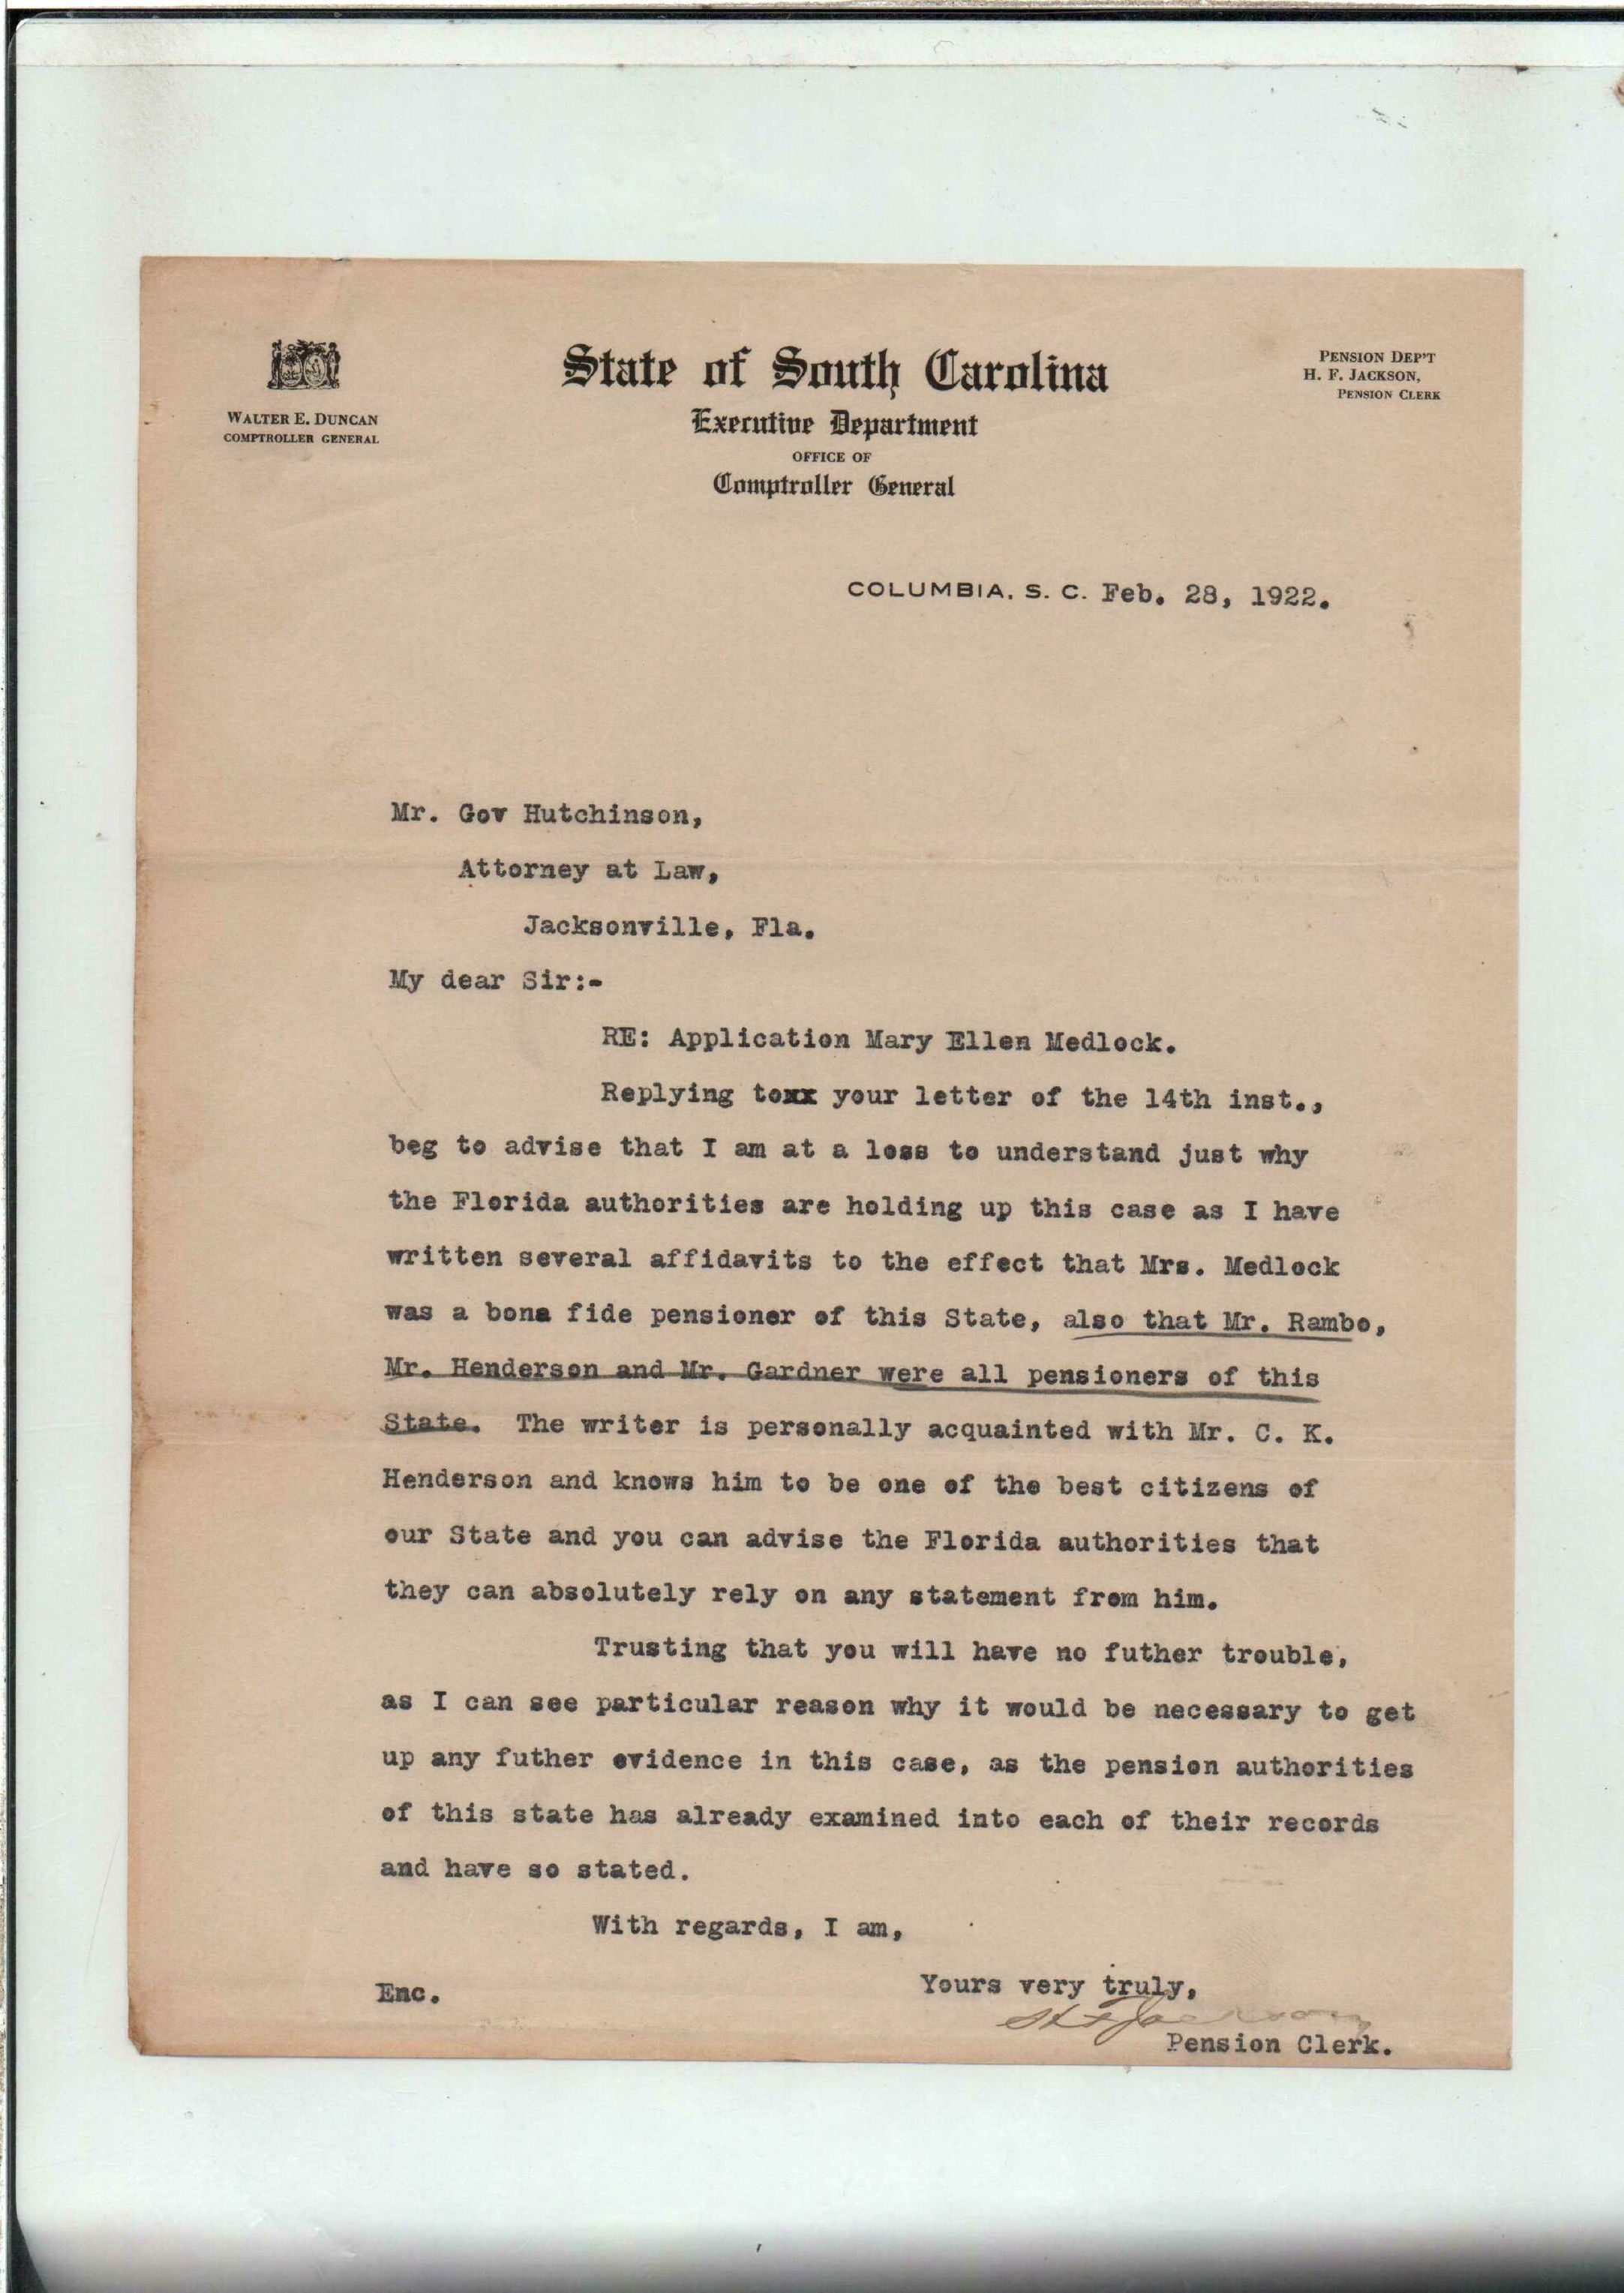 WALTER E. DUNCAN
COMPTROLLER GENERAL
State of South Carolina
Executive Department
OFFICE OF
Comptroller General
PENSION DEP'T
H. F. JACKSON,
PENSION CLERK
COLUMBIA, S. C. Feb. 28, 1922.
Mr. Gov Hutchinson,
Attorney at Law,
Jacksonville, Fla.
My dear Sir:-
RE: Application Mary Ellen Medlock.
Replying toxx your letter of the 14th inst.,
beg to advise that I am at a loss to understand just why
the Florida authorities are holding up this case as I have
written several affidavits to the effect that Mrs. Medlock
was a bona fide pensioner of this State, also that Mr. Rambo,
Mr. Henderson and Mr. Gardner were all pensioners of this
State. The writer is personally acquainted with Mr. C. K.
Henderson and knows him to be one of the best citizens of
our State and you can advise the Florida authorities that
they can absolutely rely on any statement from him.
Trusting that you will have no futher trouble,
as I can see particular reason why it would be necessary to get
up any futher evidence in this case, as the pension authorities
of this state has already examined into each of their records
and have so stated.
With regards, I am,
Enc.
Yours very truly,
H F Jackson
Pension Clerk.